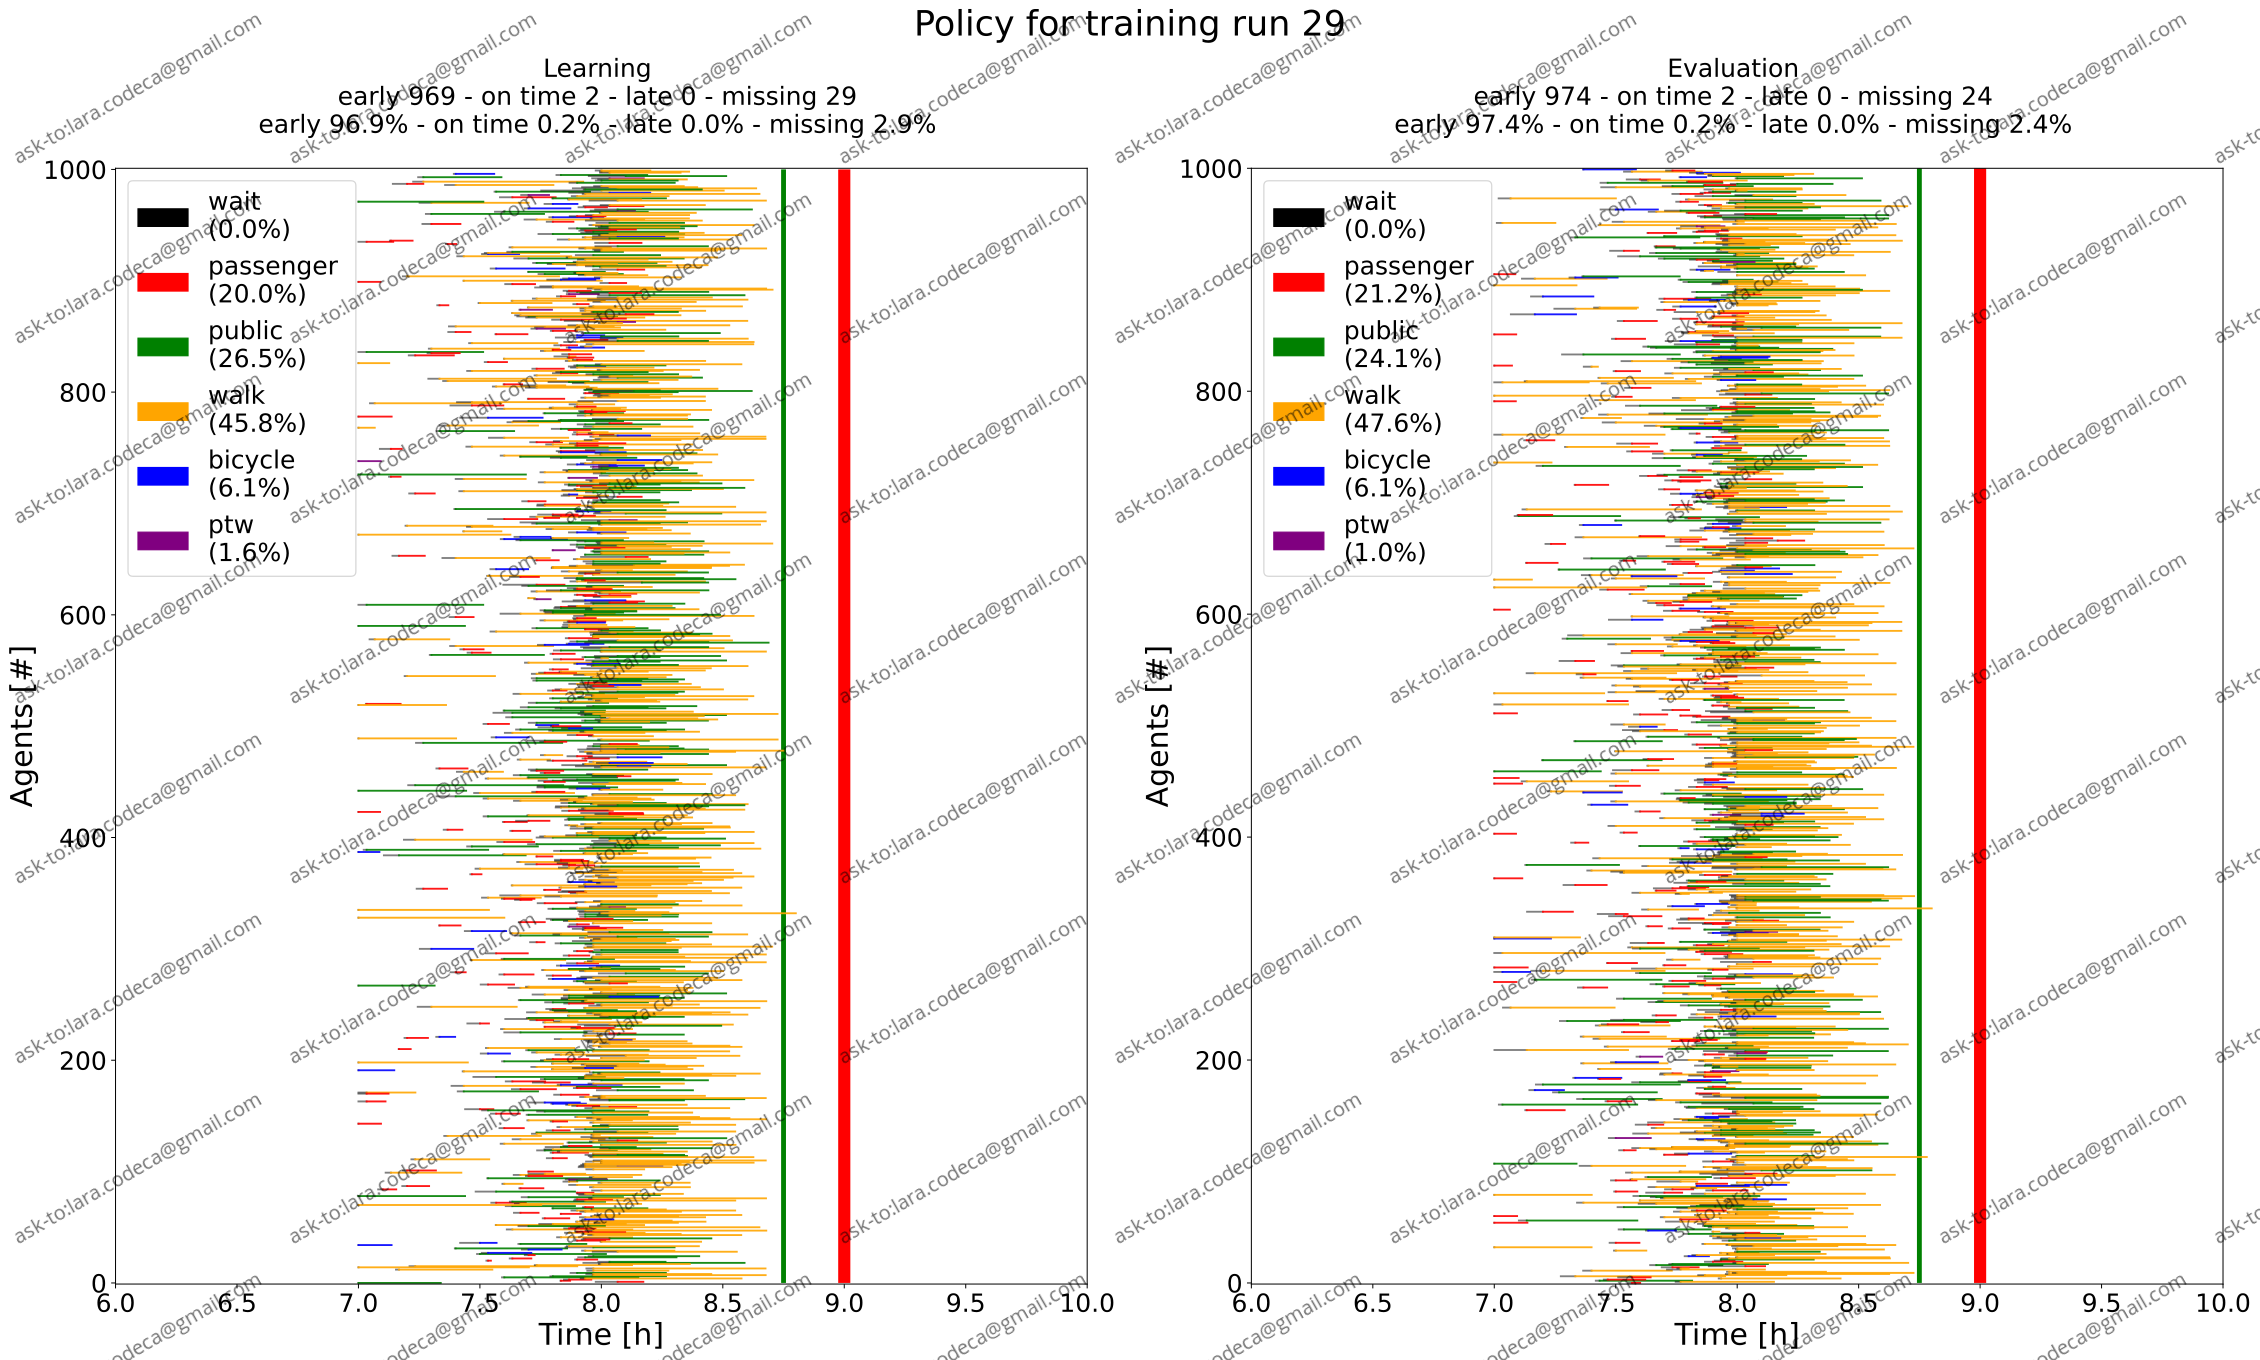 Policy for training run 29
Learning
early 969 - on time 2 - late 0 - missing 29
early 96.9% - on time 0.2% - late 0.0% - missing 2.9%
1000
800
600
400
200
0
Agents [#]
wait
(0.0%)
passenger
(20.0%)
public
(26.5%)
walk
(45.8%)
bicycle
(6.1%)
ptw
(1.6%)
6.0 6.5 7.0 7.5 8.0 8.5 9.0 9.5 10.0
Time [h]
Evaluation
early 974 - on time 2 - late 0 - missing 24
early 97.4% - on time 0.2% - late 0.0% - missing 2.4%
1000
800
600
400
200
0
Agents [#]
wait
(0.0%)
passenger
(21.2%)
public
(24.1%)
walk
(47.6%)
bicycle
(6.1%)
ptw
(1.0%)
6.0 6.5 7.0 7.5 8.0 8.5 9.0 9.5 10.0
Time [h]
ask-to:lara.codeca@gmail.com